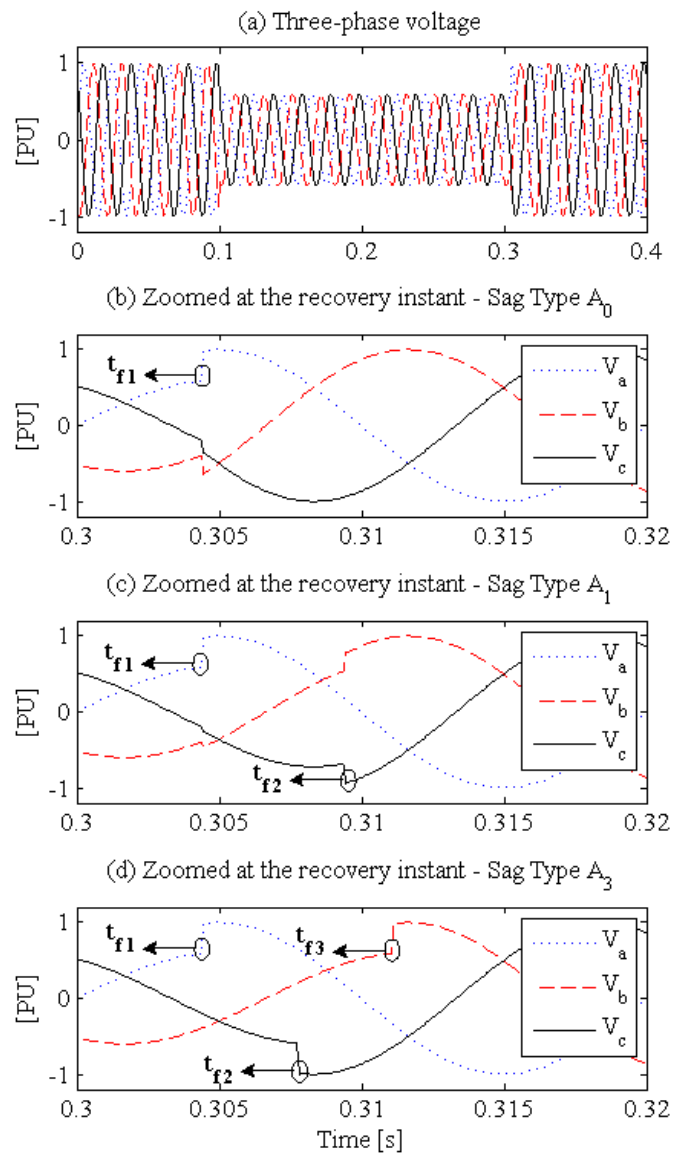 (a) Three-phase voltage
[PU]
1
0
-1
0 0.1 0.2 0.3 0.4
(b) Zoomed at the recovery instant - Sag Type A0
[PU]
1
0
-1
tf1
Va
Vb
Vc
0.3 0.305 0.31 0.315 0.32
(c) Zoomed at the recovery instant - Sag Type A1
[PU]
1
0
-1
tf1
tf2
Va
Vb
Vc
0.3 0.305 0.31 0.315 0.32
(d) Zoomed at the recovery instant - Sag Type A3
[PU]
1
0
-1
tf1
tf3
tf2
Va
Vb
Vc
0.3 0.305 0.31 0.315 0.32
Time [s]